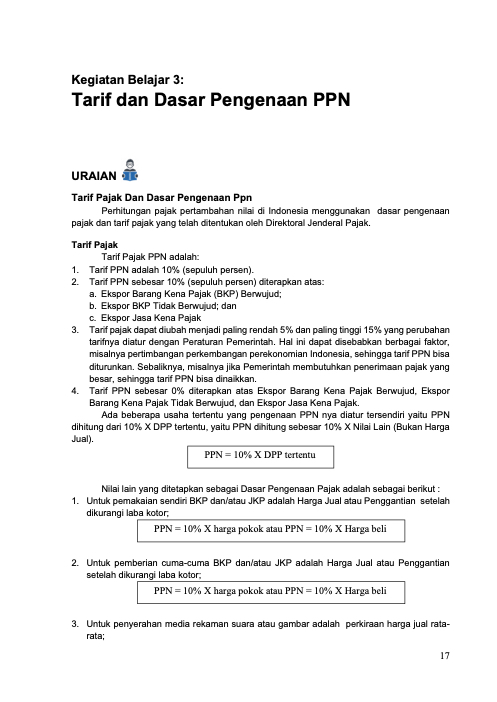 Kegiatan Belajar 3:
Tarif dan Dasar Pengenaan PPN
URAIAN
Tarif Pajak Dan Dasar Pengenaan Ppn
Perhitungan pajak pertambahan nilai di Indonesia menggunakan dasar pengenaan
pajak dan tarif pajak yang telah ditentukan oleh Direktoral Jenderal Pajak.
Tarif Pajak
Tarif Pajak PPN adalah:
1. Tarif PPN adalah 10% (sepuluh persen).
2. Tarif PPN sebesar 10% (sepuluh persen) diterapkan atas:
a. Ekspor Barang Kena Pajak (BKP) Berwujud;
b. Ekspor BKP Tidak Berwujud; dan
c. Ekspor Jasa Kena Pajak
3. Tarif pajak dapat diubah menjadi paling rendah 5% dan paling tinggi 15% yang perubahan
tarifnya diatur dengan Peraturan Pemerintah. Hal ini dapat disebabkan berbagai faktor,
misalnya pertimbangan perkembangan perekonomian Indonesia, sehingga tarif PPN bisa
diturunkan. Sebaliknya, misalnya jika Pemerintah membutuhkan penerimaan pajak yang
besar, sehingga tarif PPN bisa dinaikkan.
4. Tarif PPN sebesar 0% diterapkan atas Ekspor Barang Kena Pajak Berwujud, Ekspor
Barang Kena Pajak Tidak Berwujud, dan Ekspor Jasa Kena Pajak.
Ada beberapa usaha tertentu yang pengenaan PPN nya diatur tersendiri yaitu PPN
dihitung dari 10% X DPP tertentu, yaitu PPN dihitung sebesar 10% X Nilai Lain (Bukan Harga
Jual).
PPN = 10% X DPP tertentu
Nilai lain yang ditetapkan sebagai Dasar Pengenaan Pajak adalah sebagai berikut :
1. Untuk pemakaian sendiri BKP dan/atau JKP adalah Harga Jual atau Penggantian setelah
dikurangi laba kotor;
PPN = 10% X harga pokok atau PPN = 10% X Harga beli
2. Untuk pemberian cuma-cuma BKP dan/atau JKP adalah Harga Jual atau Penggantian
setelah dikurangi laba kotor;
PPN = 10% X harga pokok atau PPN = 10% X Harga beli
3. Untuk penyerahan media rekaman suara atau gambar adalah perkiraan harga jual rata-
rata;
17